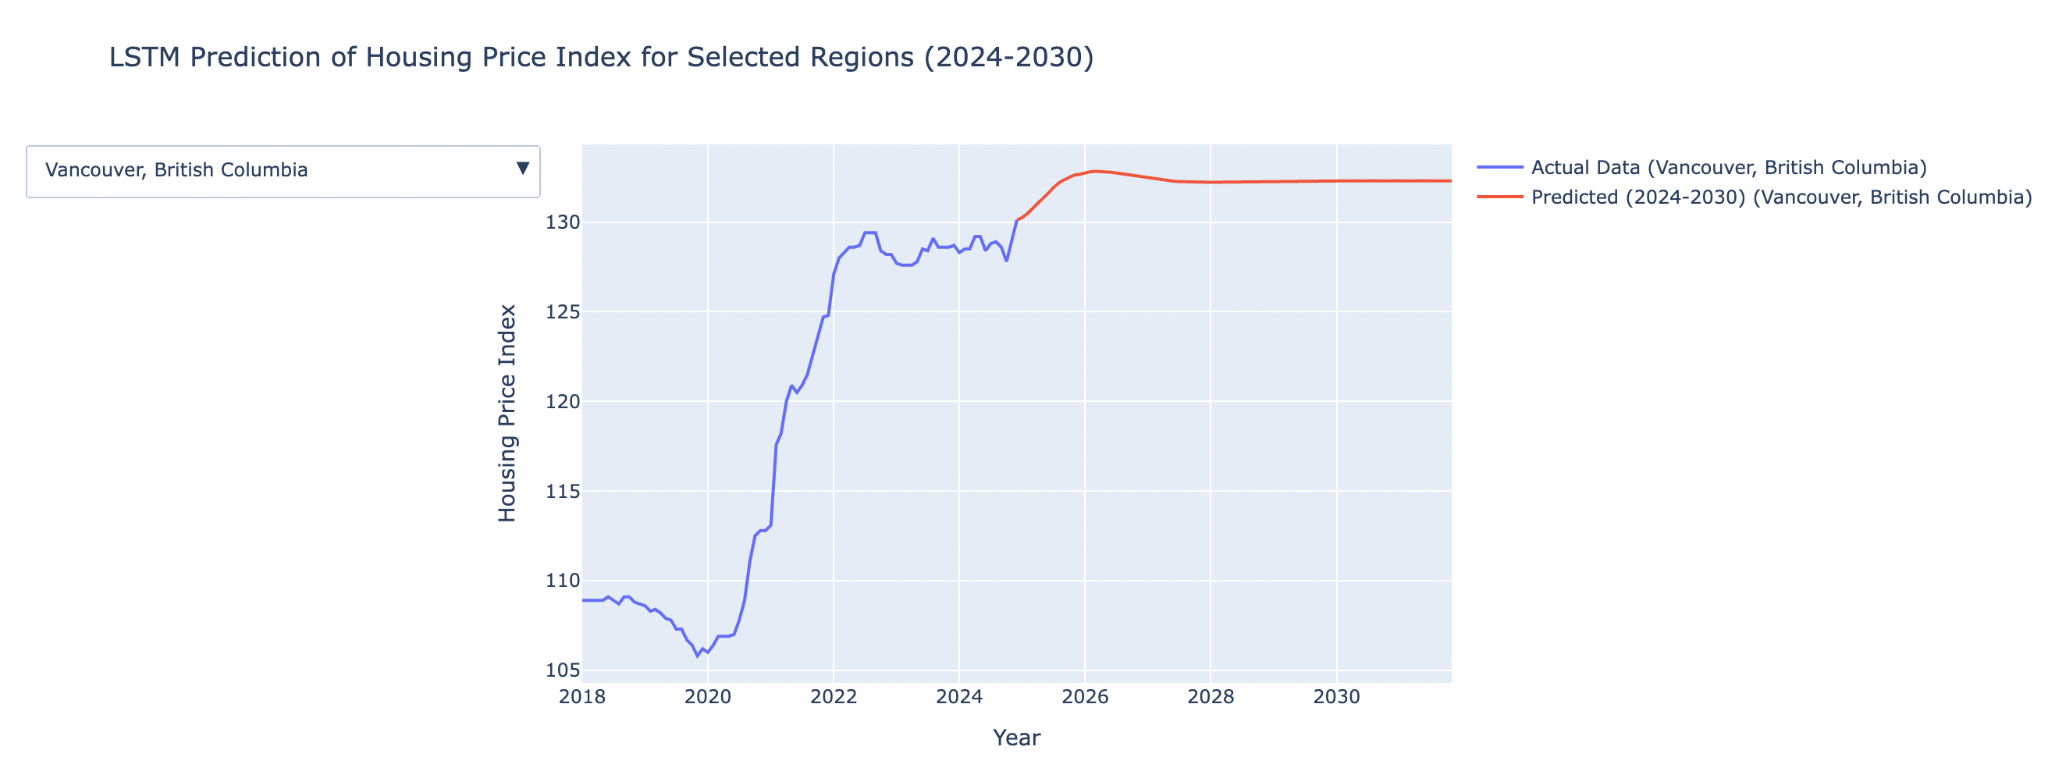 LSTM Prediction of Housing Price Index for Selected Regions (2024-2030)
Vancouver, British Columbia
Actual Data (Vancouver, British Columbia)
Predicted (2024-2030) (Vancouver, British Columbia)
Housing Price Index
130
125
120
115
110
105
2018 2020 2022 2024 2026 2028 2030
Year